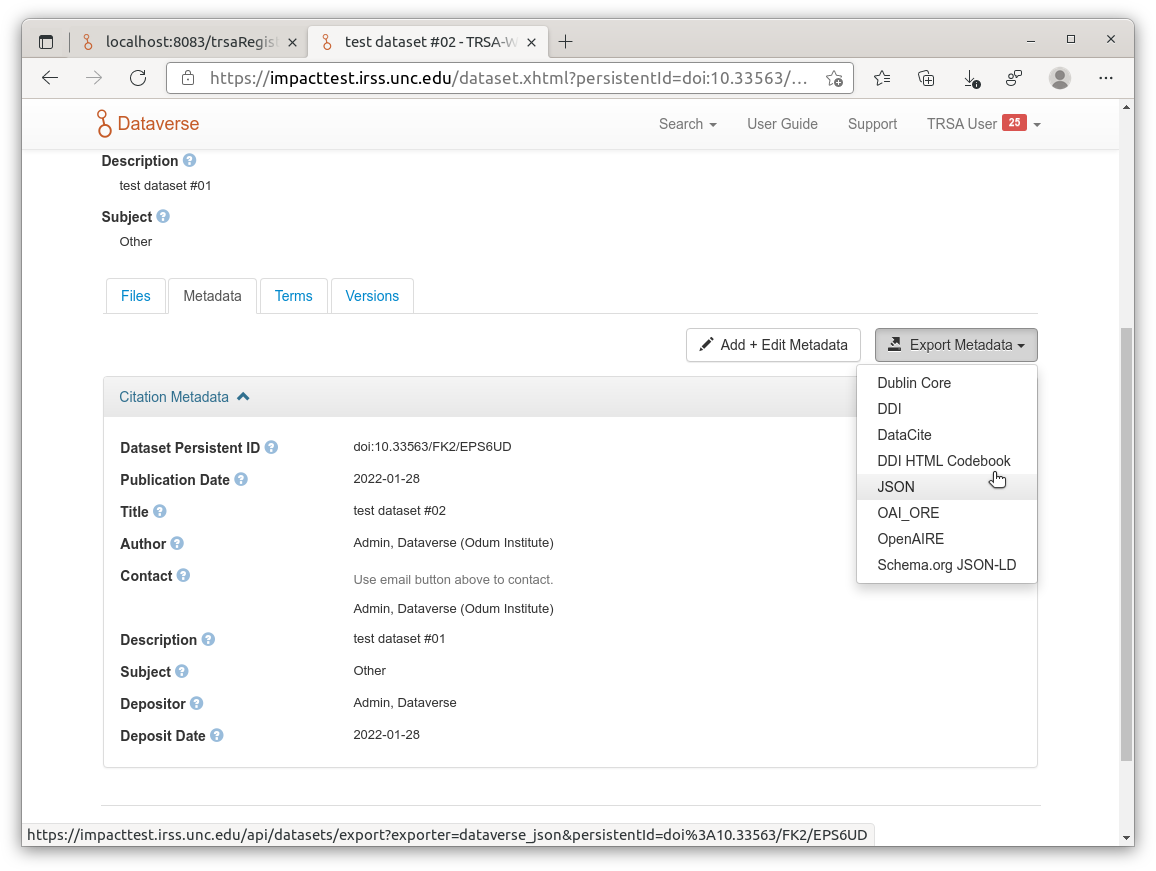 localhost:8083/trsaRegis
test dataset #02 - TRSA-W
https://impacttest.irss.unc.edu/dataset.xhtml?persistentId=doi:10.33563/...
Dataverse
Search
User Guide
Support
TRSA User 25
Description
test dataset #01
Subject
Other
Files
Metadata
Terms
Versions
Add + Edit Metadata
Export Metadata
Dublin Core
DDI
DataCite
DDI HTML Codebook
JSON
OAI_ORE
OpenAIRE
Schema.org JSON-LD
Citation Metadata
Dataset Persistent ID ? doi:10.33563/FK2/EPS6UD
Publication Date ? 2022-01-28
Title ? test dataset #02
Author ? Admin, Dataverse (Odum Institute)
Contact ? Use email button above to contact.
Admin, Dataverse (Odum Institute)
Description ? test dataset #01
Subject ? Other
Depositor ? Admin, Dataverse
Deposit Date ? 2022-01-28
https://impacttest.irss.unc.edu/api/datasets/export?exporter=dataverse_json&persistentId=doi%3A10.33563/FK2/EPS6UD